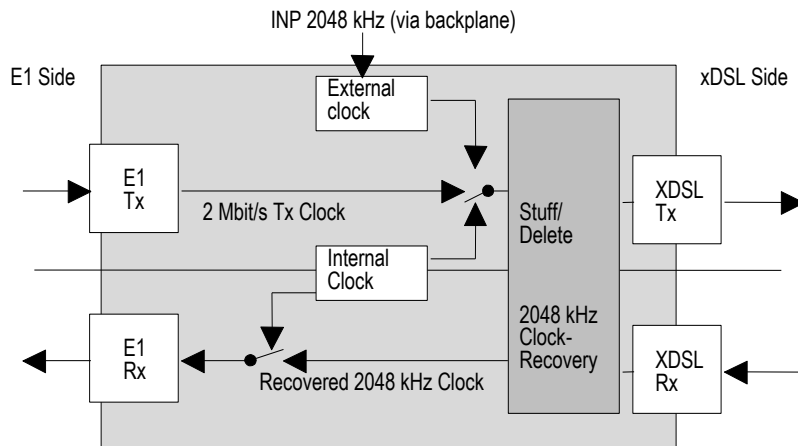 INP 2048 kHz (via backplane)
E1 Side
xDSL Side
External
clock
E1
Tx
2 Mbit/s Tx Clock
XDSL
Tx
Stuff/
Delete
Internal
Clock
2048 kHz
Clock-
Recovery
E1
Rx
Recovered 2048 kHz Clock
XDSL
Rx